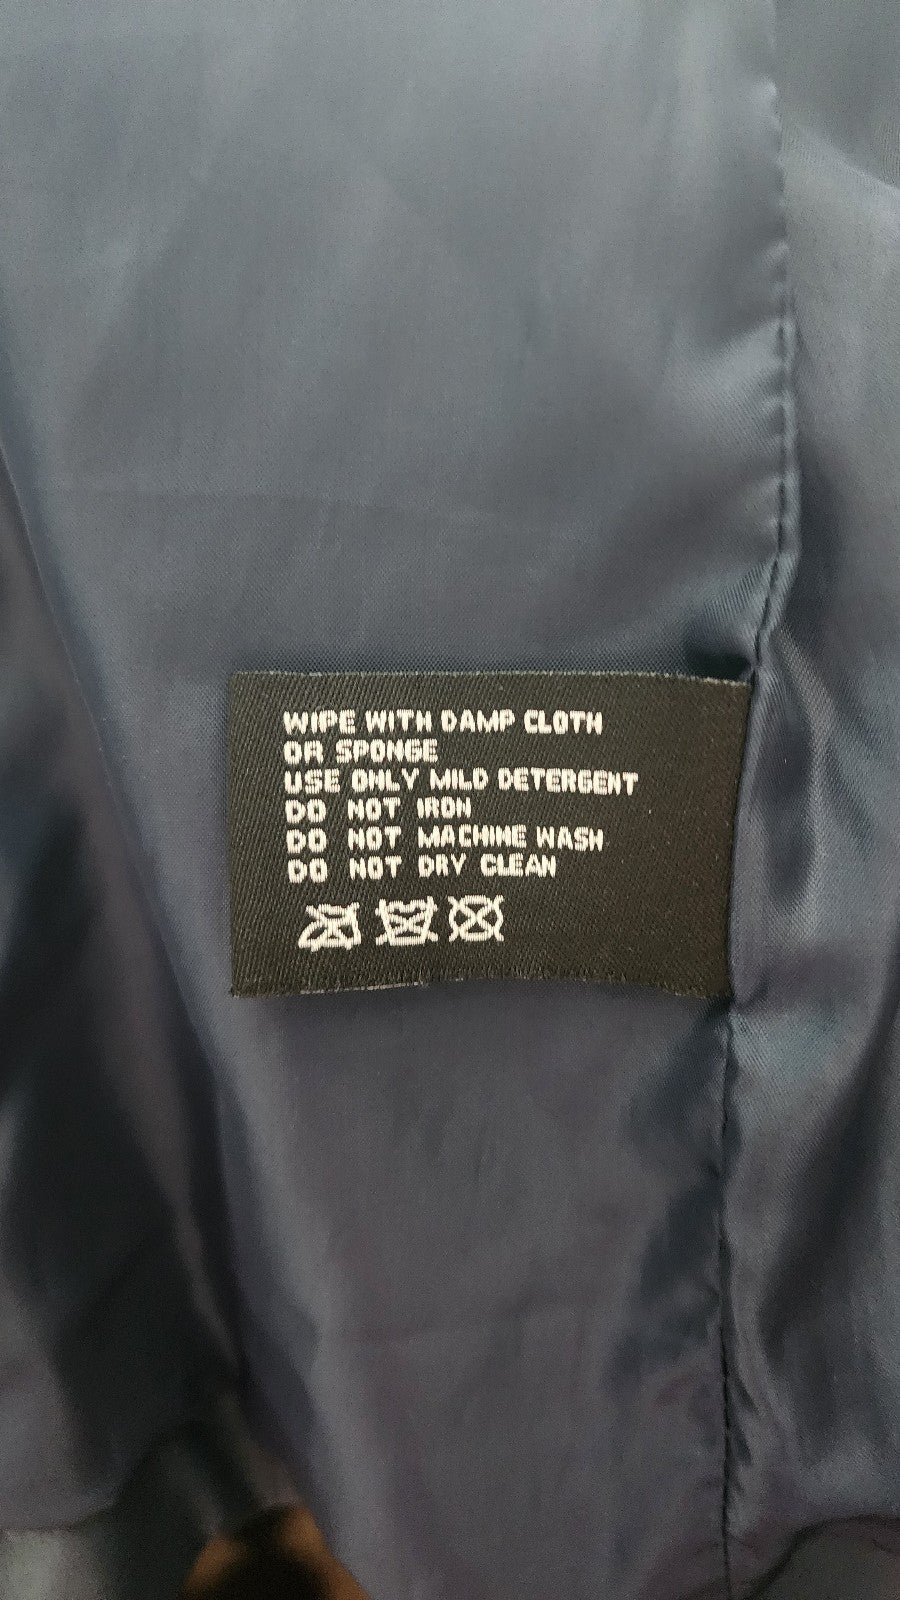 WIPE WITH DAMP CLOTH
OR SPONGE
USE ONLY MILD DETERGENT
DO NOT IRON
DO NOT MACHINE WASH
DO NOT DRY CLEAN